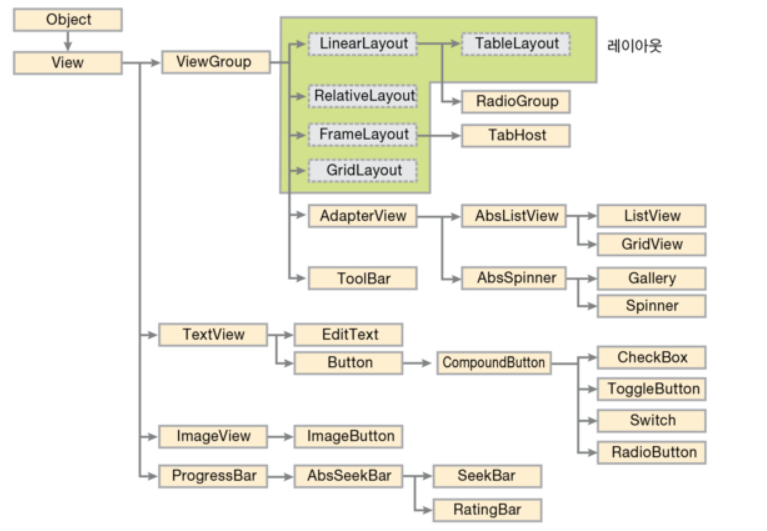 Object
View
ViewGroup
LinearLayout
TableLayout
레이아웃
RelativeLayout
RadioGroup
FrameLayout
TabHost
GridLayout
AdapterView
AbsListView
ListView
GridView
ToolBar
AbsSpinner
Gallery
Spinner
TextView
EditText
Button
CompoundButton
CheckBox
ToggleButton
Switch
RadioButton
ImageView
ImageButton
ProgressBar
AbsSeekBar
SeekBar
RatingBar